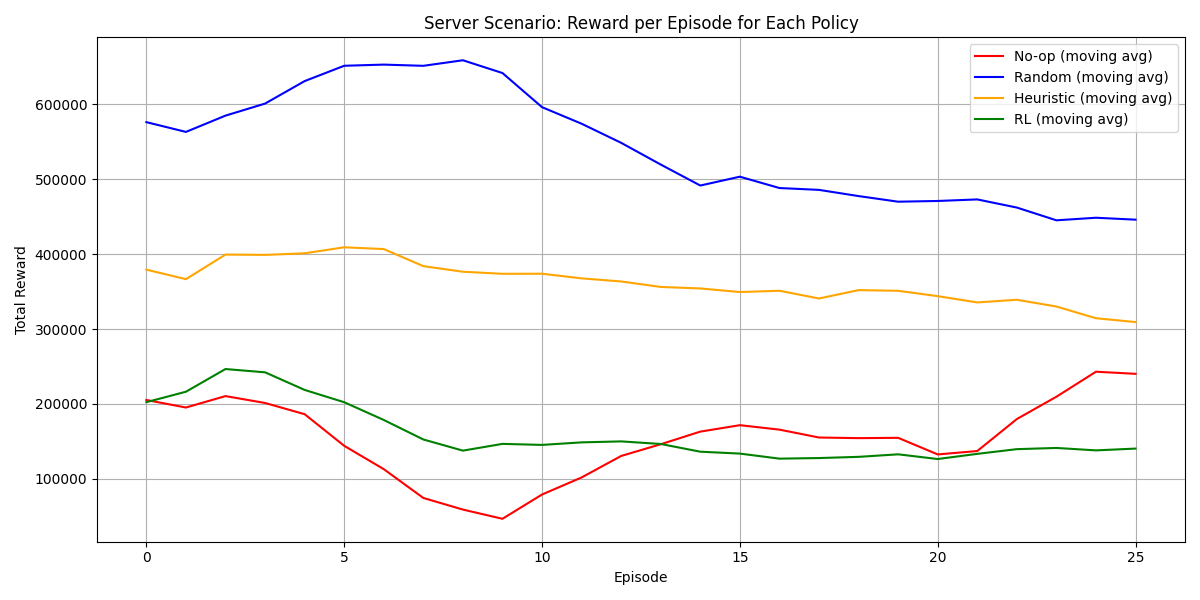 Server Scenario: Reward per Episode for Each Policy
No-op (moving avg)
Random (moving avg)
Heuristic (moving avg)
RL (moving avg)
Total Reward
600000
500000
400000
300000
200000
100000
0 5 10 15 20 25
Episode